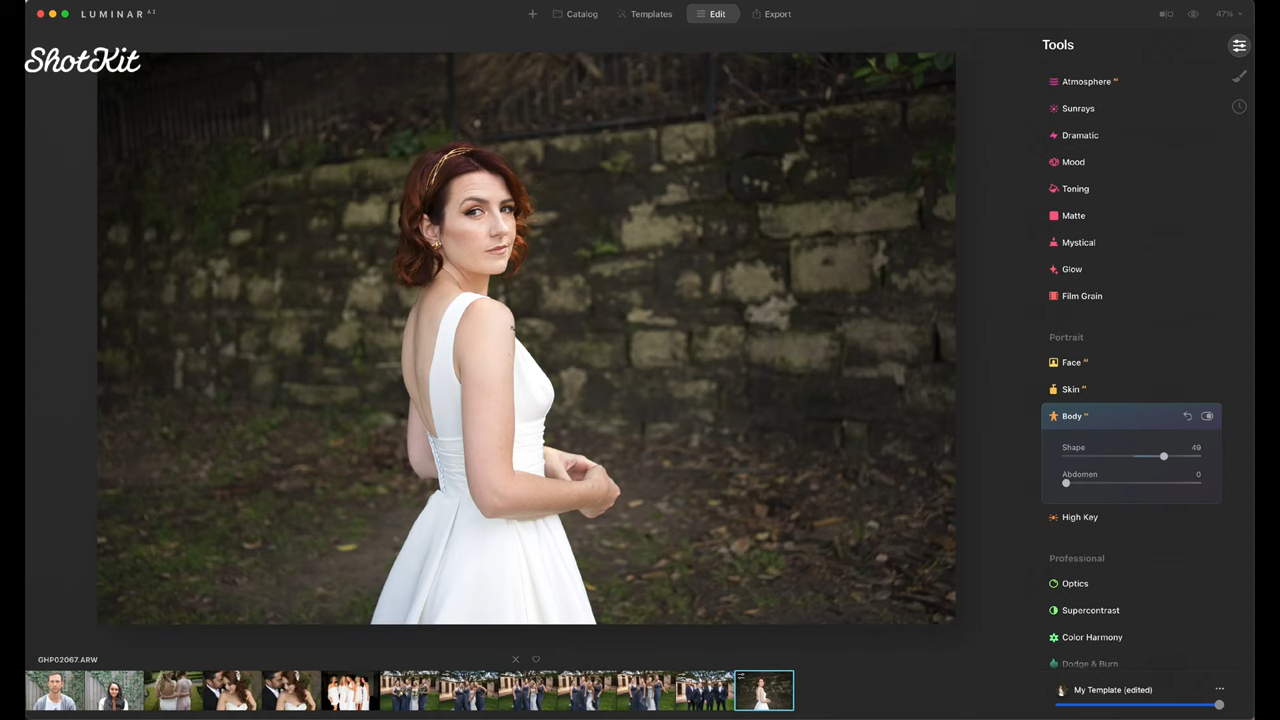 LUMINAR AI
Catalog
Templates
Edit
Export
47%
ShotKit
Tools
Atmosphere AI
Sunrays
Dramatic
Mood
Toning
Matte
Mystical
Glow
Film Grain
Portrait
Face AI
Skin AI
Body AI
Shape 49
Abdomen 0
High Key
Professional
Optics
Supercontrast
Color Harmony
Dodge & Burn
GHP02067.ARW
My Template (edited)